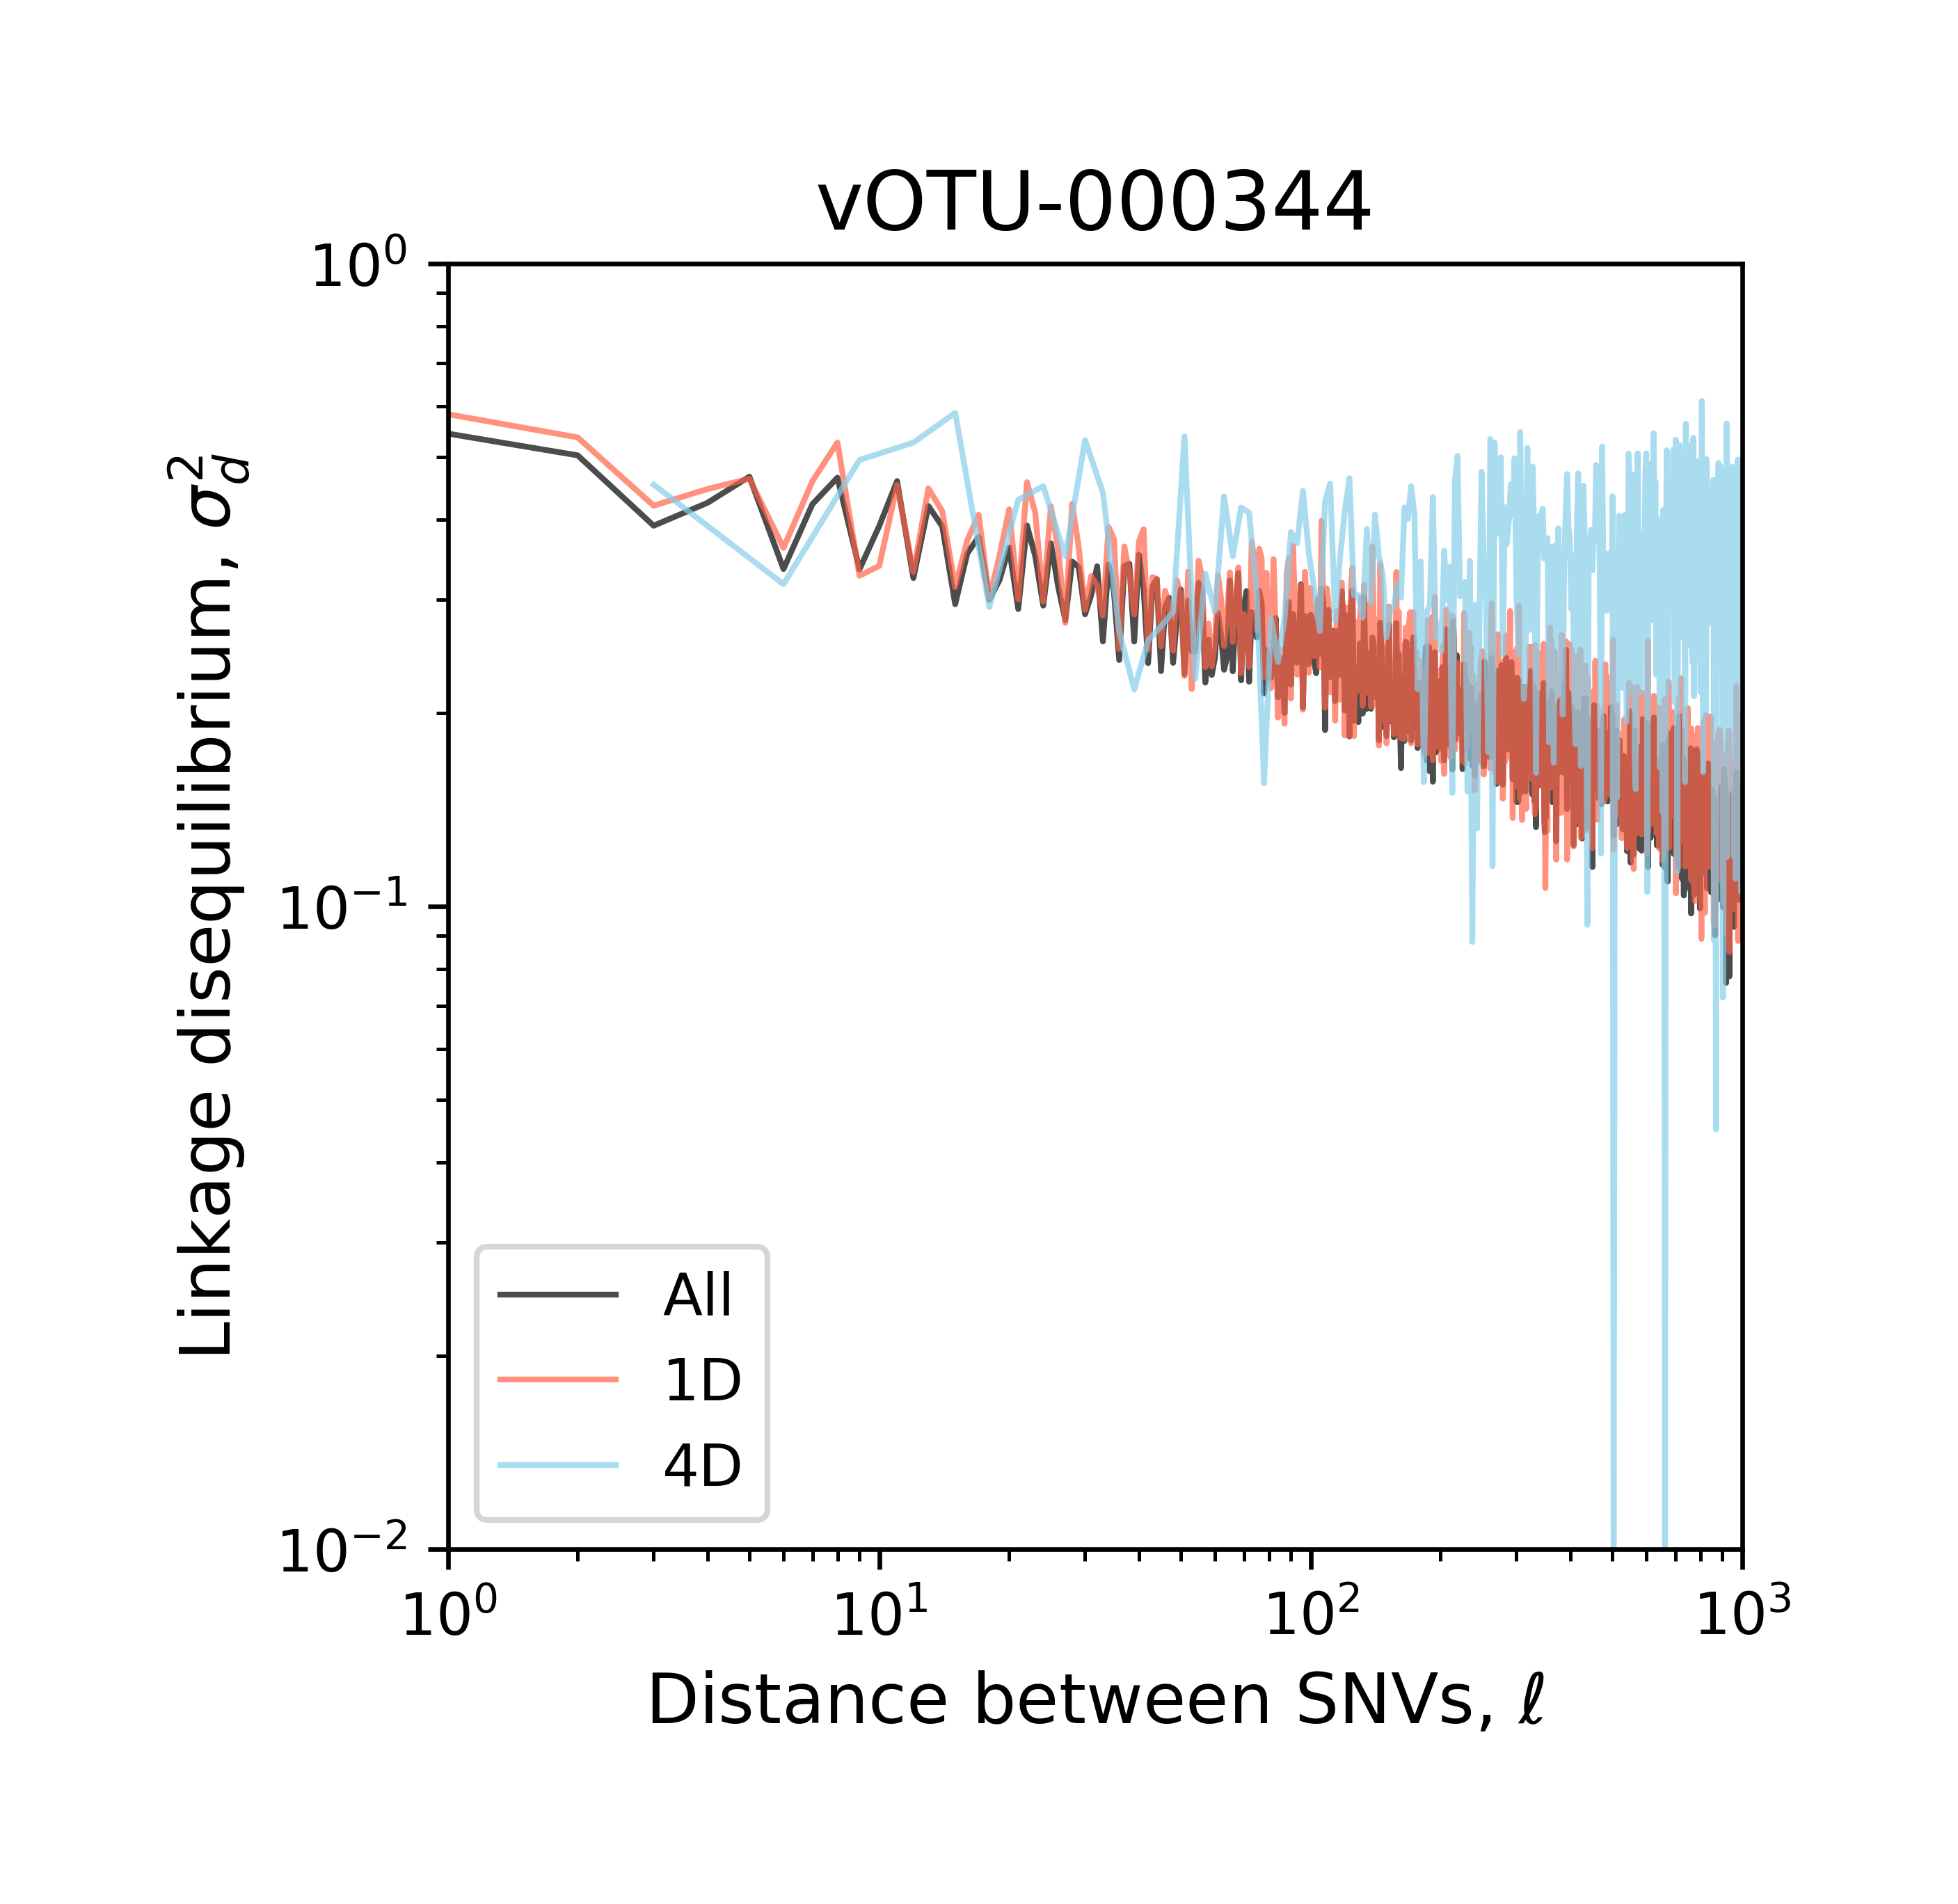 vOTU-000344
Linkage disequilibrium, σ_d^2
10^0
10^-1
10^-2
All
1D
4D
10^0 10^1 10^2 10^3
Distance between SNVs, ℓ